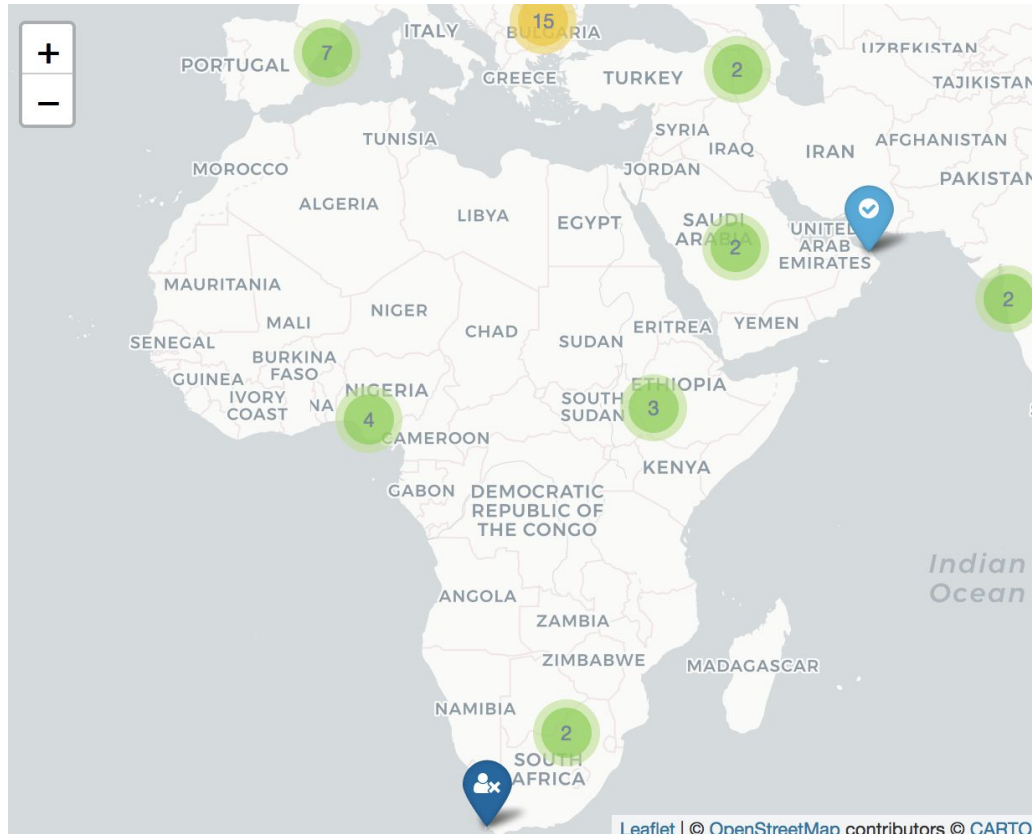 +
−
15
ITALY
BULGARIA
7
PORTUGAL
GREECE
TURKEY
2
UZBEKISTAN
TAJIKISTAN
TUNISIA
SYRIA
IRAQ
IRAN
AFGHANISTAN
MOROCCO
JORDAN
PAKISTAN
ALGERIA
LIBYA
EGYPT
SAUDI
ARABIA
2
UNITED
ARAB
EMIRATES
MAURITANIA
MALI
NIGER
CHAD
SUDAN
ERITREA
YEMEN
2
SENEGAL
BURKINA
FASO
GUINEA
IVORY
COAST
NA
NIGERIA
4
CAMEROON
SOUTH
SUDAN
ETHIOPIA
3
KENYA
GABON
DEMOCRATIC
REPUBLIC OF
THE CONGO
Indian
Ocean
ANGOLA
ZAMBIA
ZIMBABWE
MADAGASCAR
NAMIBIA
2
SOUTH
AFRICA
Leaflet | © OpenStreetMap contributors © CARTO